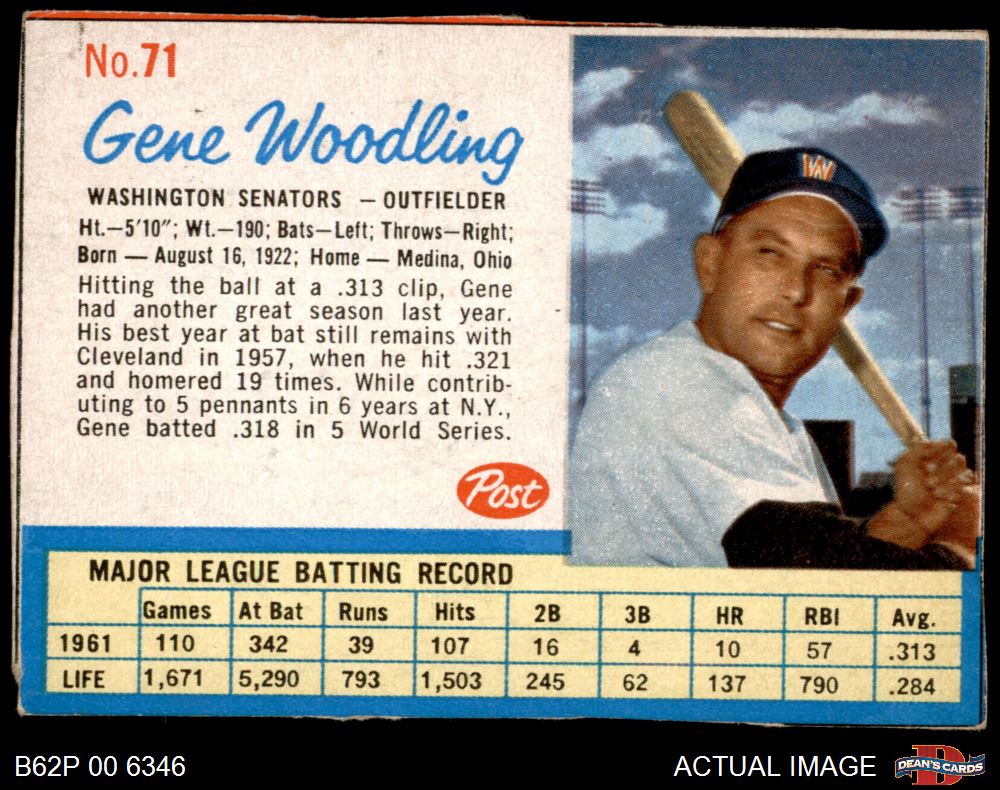 No.71
Gene Woodling
WASHINGTON SENATORS — OUTFIELDER
Ht.—5'10"; Wt.—190; Bats—Left; Throws—Right;
Born — August 16, 1922; Home — Medina, Ohio
Hitting the ball at a .313 clip, Gene
had another great season last year.
His best year at bat still remains with
Cleveland in 1957, when he hit .321
and homered 19 times. While contrib-
uting to 5 pennants in 6 years at N.Y.,
Gene batted .318 in 5 World Series.
Post
W
MAJOR LEAGUE BATTING RECORD
Games At Bat Runs Hits 2B 3B HR RBI Avg.
1961 110 342 39 107 16 4 10 57 .313
LIFE 1,671 5,290 793 1,503 245 62 137 790 .284
B62P 00 6346
ACTUAL IMAGE
D
DEAN'S CARDS